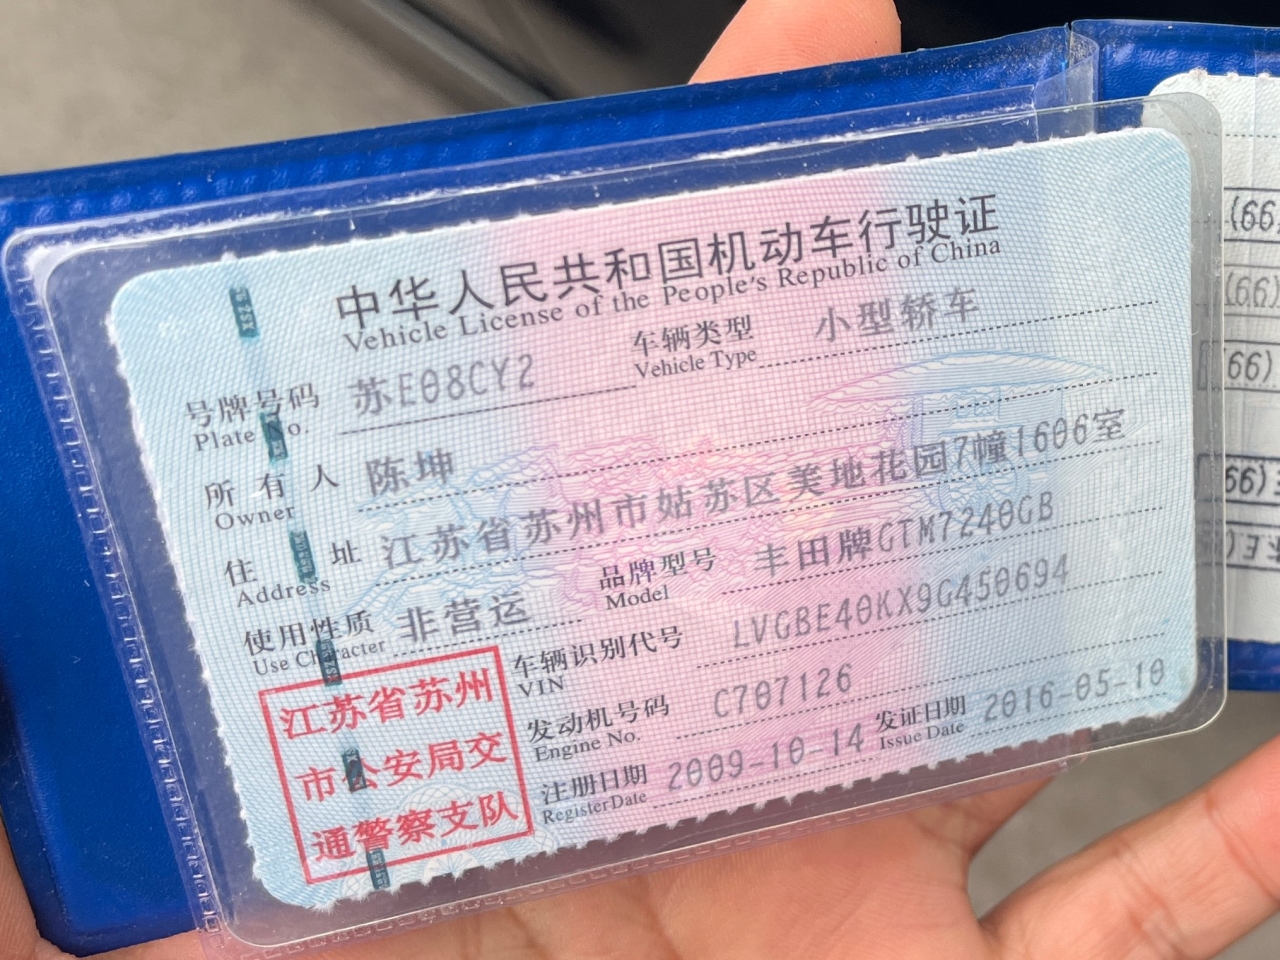 中华人民共和国机动车行驶证
Vehicle License of the People's Republic of China
号牌号码 苏E08CY2 车辆类型 小型轿车
Plate No. Vehicle Type
所有人 陈坤
Owner
住址 江苏省苏州市姑苏区美地花园7幢1606室
Address
使用性质 非营运 品牌型号 丰田牌GTM7240GB
Use Character Model
车辆识别代号 LVGBE40KX9G450694
VIN
发动机号码 C707126
Engine No.
注册日期 2009-10-14 发证日期 2016-05-10
RegisterDate Issue Date
江苏省苏州
市公安局交
通警察支队